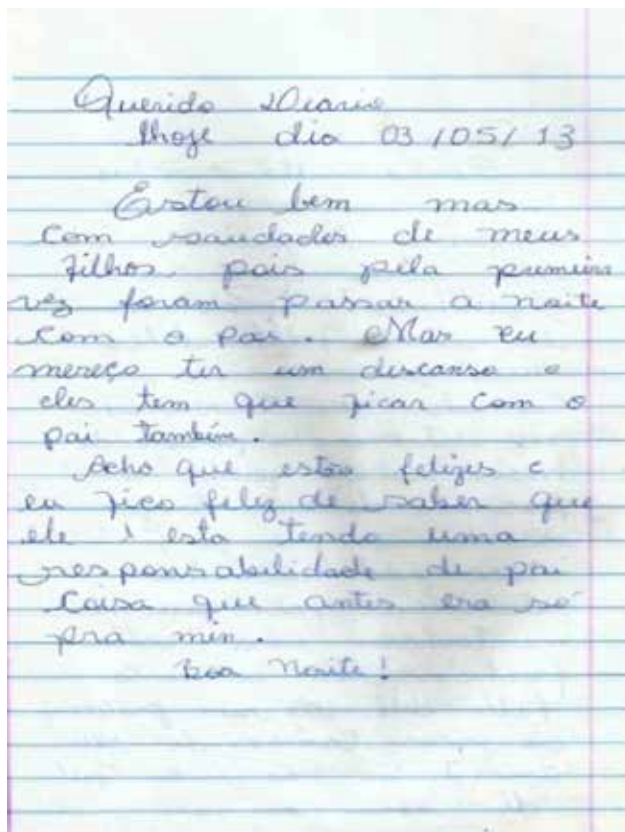 Querido Diario
Hoje dia 03/05/13
Estou bem mas
com saudades de meus
filhos pois pela primeira
vez foram passar a noite
com o pai. Mas eu
mereço ter um descanso e
eles tem que ficar com o
pai também.
Acho que estão felizes e
eu fico feliz de saber que
ele esta tendo uma
responsabilidade de pai
coisa que antes era só
pra min.
Boa Noite!